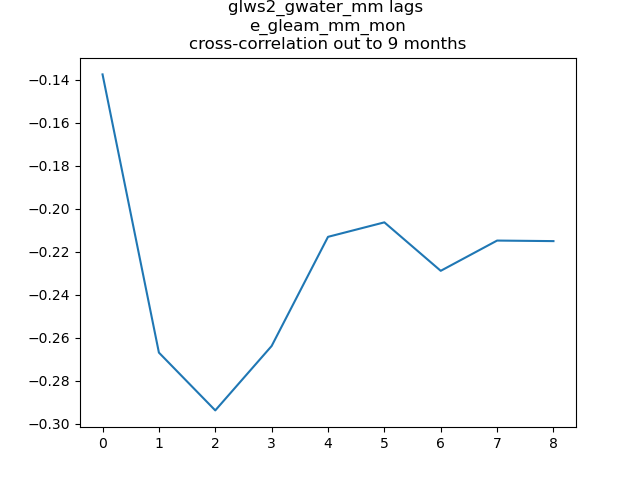 glws2_gwater_mm lags
e_gleam_mm_mon
cross-correlation out to 9 months
−0.14
−0.16
−0.18
−0.20
−0.22
−0.24
−0.26
−0.28
−0.30
0 1 2 3 4 5 6 7 8